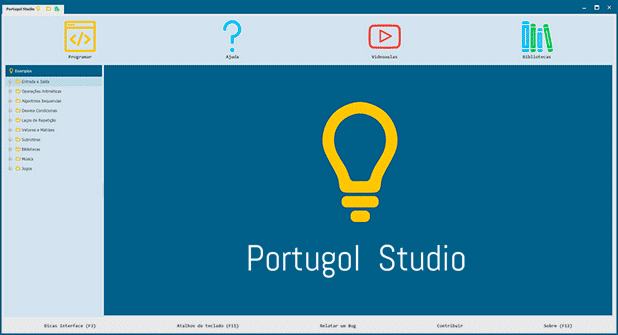 Portugol Studio
Programar
Ajuda
Videoaulas
Bibliotecas
Exemplos
Entrada e Saída
Operações Aritméticas
Algoritmos Sequenciais
Desvios Condicionais
Laços de Repetição
Vetores e Matrizes
Subrotinas
Bibliotecas
Música
Jogos
Portugol Studio
Dicas Interface (F3)
Atalhos do teclado (F11)
Relatar um Bug
Contribuir
Sobre (F12)